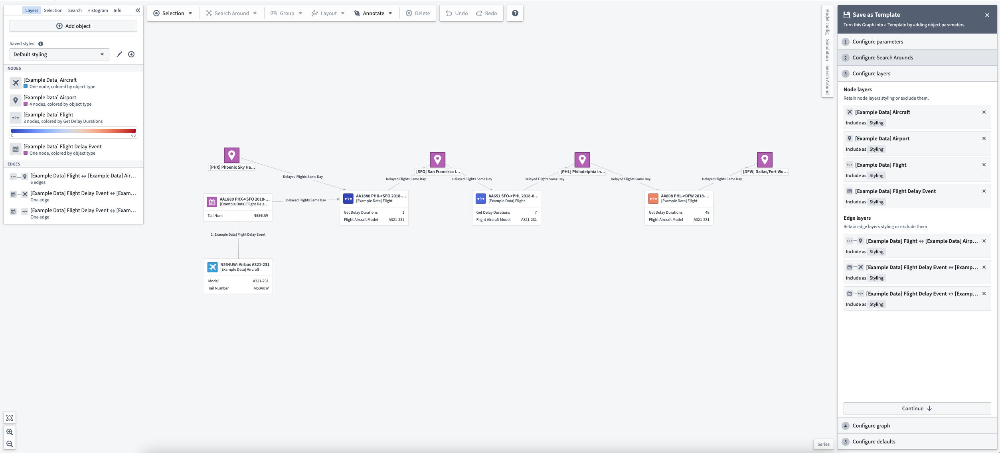 Layers Selection Search Histogram Info
Add object
Saved styles
Default styling
NODES
[Example Data] Aircraft
One node, colored by object type
[Example Data] Airport
4 nodes, colored by object type
[Example Data] Flight
3 nodes, colored by Get Delay Durations
0 60
[Example Data] Flight Delay Event
One node, colored by object type
EDGES
[Example Data] Flight ↔ [Example Data] Air...
6 edges
[Example Data] Flight Delay Event ↔ [Exam...
One edge
[Example Data] Flight Delay Event ↔ [Exam...
One edge
Selection Search Around Group Layout Annotate Delete Undo Redo ?
[PHX] Phoenix Sky Ha...
[SFO] San Francisco I...
[PHL] Philadelphia In...
[DFW] Dallas/Fort Wo...
Delayed Flights Same Day
Delayed Flights Same Day
Delayed Flights Same Day
Delayed Flights Same Day
Delayed Flights Same Day
Delayed Flights Same Day
AA1880 PHX->SFO 2018-...
[Example Data] Flight Dela...
Tail Num N534UW
Delayed Flights Same Day
AA1880 PHX->SFO 2018-...
[Example Data] Flight
Get Delay Durations 1
Flight Aircraft Model A321-231
AA651 SFO->PHL 2018-0...
[Example Data] Flight
Get Delay Durations 7
Flight Aircraft Model A321-231
AA808 PHL->DFW 2018-...
[Example Data] Flight
Get Delay Durations 48
Flight Aircraft Model A321-231
1 [Example Data] Flight Delay Event
N534UW: Airbus A321-231
[Example Data] Aircraft
Model A321-231
Tail Number N534UW
Model config
Simulation
Search Around
Series
Save as Template
Turn this Graph into a Template by adding object parameters.
1 Configure parameters
2 Configure Search Arounds
3 Configure layers
Node layers
Retain node layers styling or exclude them.
[Example Data] Aircraft
Include as Styling
[Example Data] Airport
Include as Styling
[Example Data] Flight
Include as Styling
[Example Data] Flight Delay Event
Include as Styling
Edge layers
Retain edge layers styling or exclude them
[Example Data] Flight ↔ [Example Data] Airp...
Include as Styling
[Example Data] Flight Delay Event ↔ [Examp...
Include as Styling
[Example Data] Flight Delay Event ↔ [Examp...
Include as Styling
Continue
4 Configure graph
5 Configure defaults